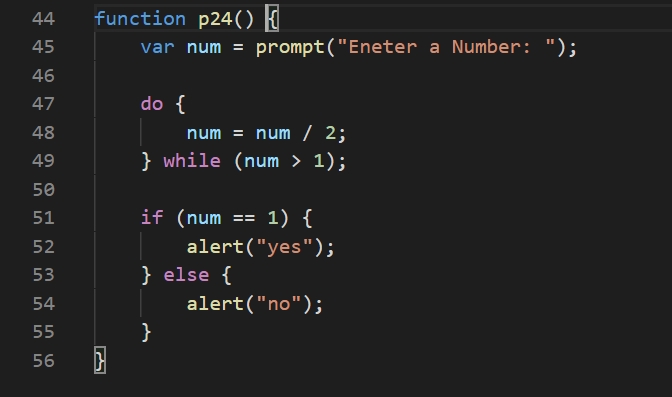 44 function p24() {
45     var num = prompt("Eneter a Number: ");
46
47     do {
48         num = num / 2;
49     } while (num > 1);
50
51     if (num == 1) {
52         alert("yes");
53     } else {
54         alert("no");
55     }
56 }